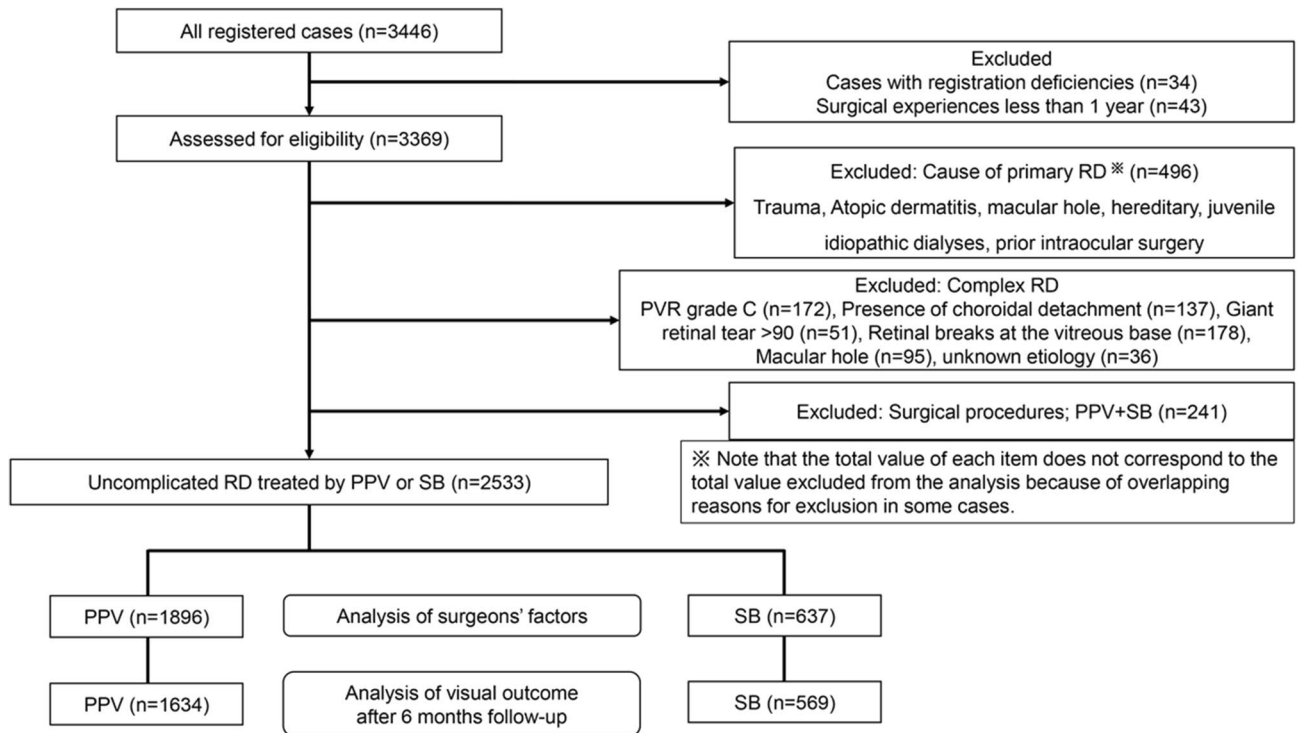 All registered cases (n=3446)
Excluded
Cases with registration deficiencies (n=34)
Surgical experiences less than 1 year (n=43)
Assessed for eligibility (n=3369)
Excluded: Cause of primary RD ※ (n=496)
Trauma, Atopic dermatitis, macular hole, hereditary, juvenile
idiopathic dialyses, prior intraocular surgery
Excluded: Complex RD
PVR grade C (n=172), Presence of choroidal detachment (n=137), Giant
retinal tear >90 (n=51), Retinal breaks at the vitreous base (n=178),
Macular hole (n=95), unknown etiology (n=36)
Excluded: Surgical procedures; PPV+SB (n=241)
※ Note that the total value of each item does not correspond to the
total value excluded from the analysis because of overlapping
reasons for exclusion in some cases.
Uncomplicated RD treated by PPV or SB (n=2533)
PPV (n=1896)
Analysis of surgeons’ factors
SB (n=637)
PPV (n=1634)
Analysis of visual outcome
after 6 months follow-up
SB (n=569)